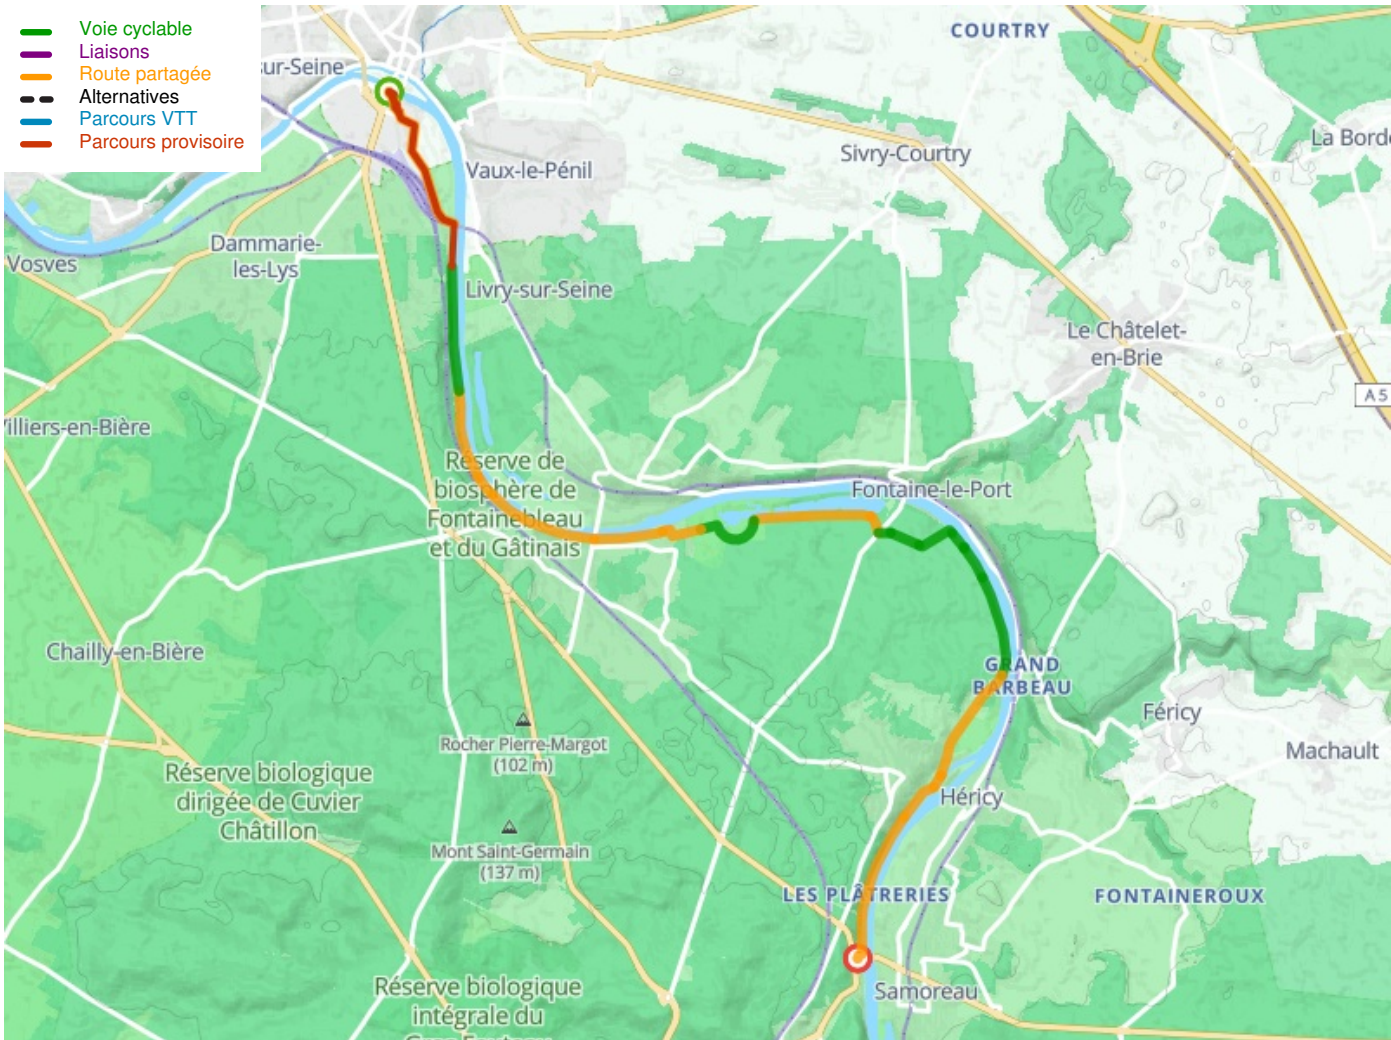 Voie cyclable
Liaisons
Route partagée
Alternatives
Parcours VTT
Parcours provisoire
COURTRY
sur-Seine
La Borde
Sivry-Courtry
Vaux-le-Pénil
Dammarie-
les-Lys
Vosves
Livry-sur-Seine
Le Châtelet-
en-Brie
A 5
Villiers-en-Bière
Réserve de
biosphère de
Fontainebleau
et du Gâtinais
Fontaine-le-Port
Chailly-en-Bière
GRAND
BARBEAU
Féricy
Rocher Pierre-Margot
(102 m)
Machault
Réserve biologique
dirigée de Cuvier
Châtillon
Héricy
Mont Saint-Germain
(137 m)
LES PLÂTRERIES
FONTAINEROUX
Samoreau
Réserve biologique
intégrale du